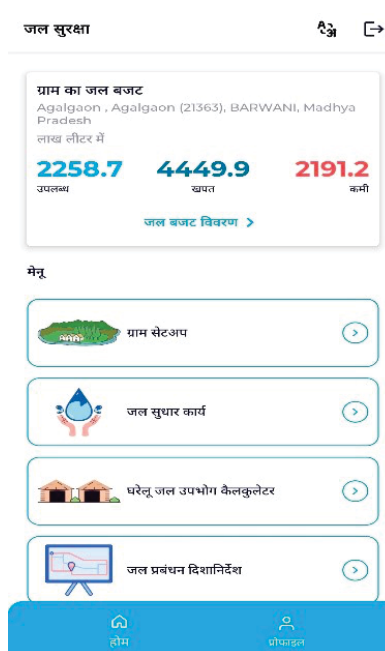 जल सुरक्षा
ग्राम का जल बजट
Agalgaon , Agalgaon (21363), BARWANI, Madhya
Pradesh
लाख लीटर में
2258.7 4449.9 2191.2
उपलब्ध खपत कमी
जल बजट विवरण
मेनू
ग्राम सेटअप
जल सुधार कार्य
घरेलू जल उपभोग कैलकुलेटर
जल प्रबंधन दिशानिर्देश
होम प्रोफाइल